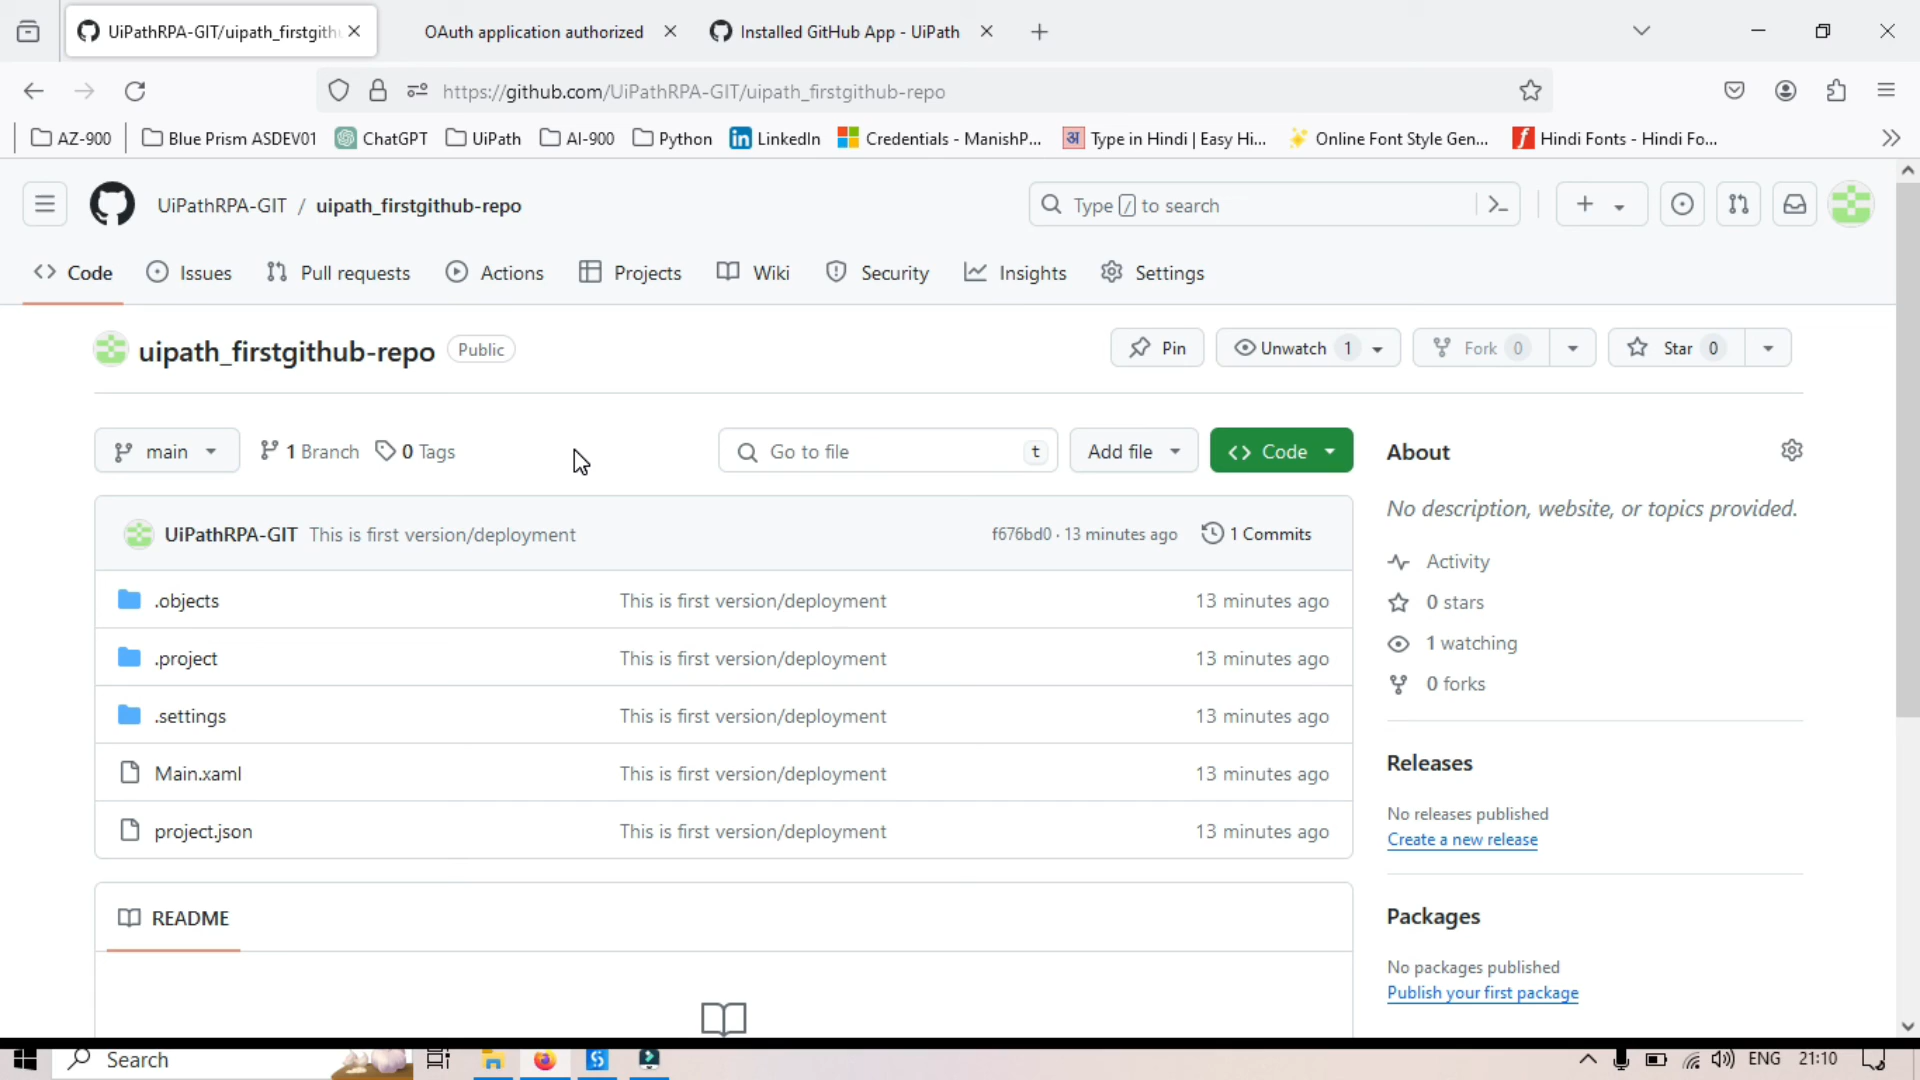 UiPathRPA-GIT/uipath_firstgith
OAuth application authorized
Installed GitHub App - UiPath
https://github.com/UiPathRPA-GIT/uipath_firstgithub-repo
AZ-900
Blue Prism ASDEV01
ChatGPT
UiPath
AI-900
Python
LinkedIn
Credentials - ManishP...
Type in Hindi | Easy Hi...
Online Font Style Gen...
Hindi Fonts - Hindi Fo...
UiPathRPA-GIT / uipath_firstgithub-repo
Type / to search
Code
Issues
Pull requests
Actions
Projects
Wiki
Security
Insights
Settings
uipath_firstgithub-repo
Public
Pin
Unwatch 1
Fork 0
Star 0
main
1 Branch
0 Tags
Go to file
t
Add file
Code
UiPathRPA-GIT This is first version/deployment
f676bd0 · 13 minutes ago
1 Commits
.objects
This is first version/deployment
13 minutes ago
.project
This is first version/deployment
13 minutes ago
.settings
This is first version/deployment
13 minutes ago
Main.xaml
This is first version/deployment
13 minutes ago
project.json
This is first version/deployment
13 minutes ago
README
About
No description, website, or topics provided.
Activity
0 stars
1 watching
0 forks
Releases
No releases published
Create a new release
Packages
No packages published
Publish your first package
Search
ENG
21:10